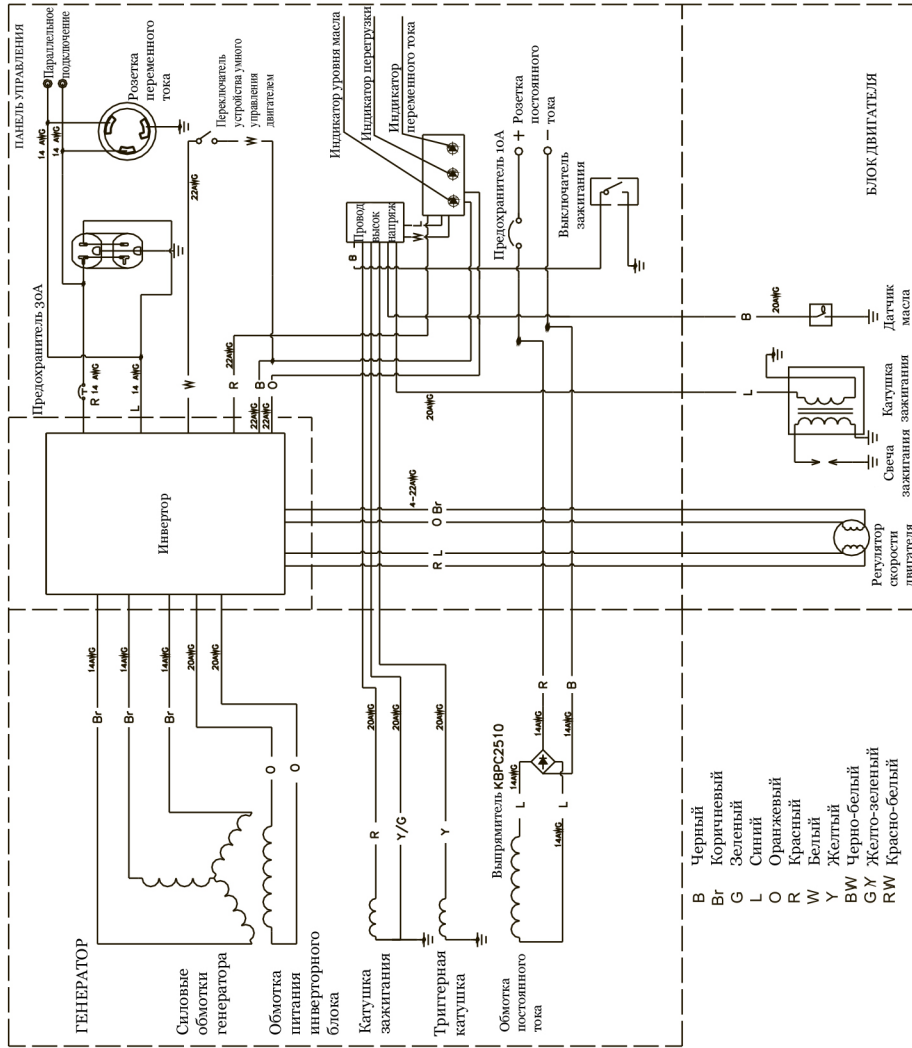 ПАНЕЛЬ УПРАВЛЕНИЯ
Параллельное
подключение
14 AWG
14 AWG
Розетка
переменного
тока
Переключатель
устройства умного
управления
двигателем
22AWG
W
Индикатор уровня масла
Индикатор перегрузки
Индикатор
переменного тока
Провод
высок
напряж
B
W
L
Предохранитель 10А
+ Розетка
постоянного
− тока
Выключатель
зажигания
Предохранитель 30А
R 14 AWG
L 14 AWG
W
R
22AWG
B
22AWG
O
22AWG
20AWG
4-22AWG
Инвертор
O Br
R L
БЛОК ДВИГАТЕЛЯ
B
20AWG
Датчик
масла
L
Катушка
зажигания
Свеча
зажигания
Регулятор
скорости
двигателя
ГЕНЕРАТОР
Br
14AWG
Br
14AWG
Br
14AWG
20AWG
20AWG
O
O
Силовые
обмотки
генератора
Обмотка
питания
инверторного
блока
Катушка
зажигания
R
20AWG
Y/G
20AWG
Триггерная
катушка
Y
20AWG
Выпрямитель KBPC2510
Обмотка
постоянного
тока
L
14AWG
L
14AWG
R
14AWG
B
14AWG
B Черный
Br Коричневый
G Зеленый
L Синий
O Оранжевый
R Красный
W Белый
Y Желтый
BW Черно-белый
G/Y Желто-зеленый
RW Красно-белый